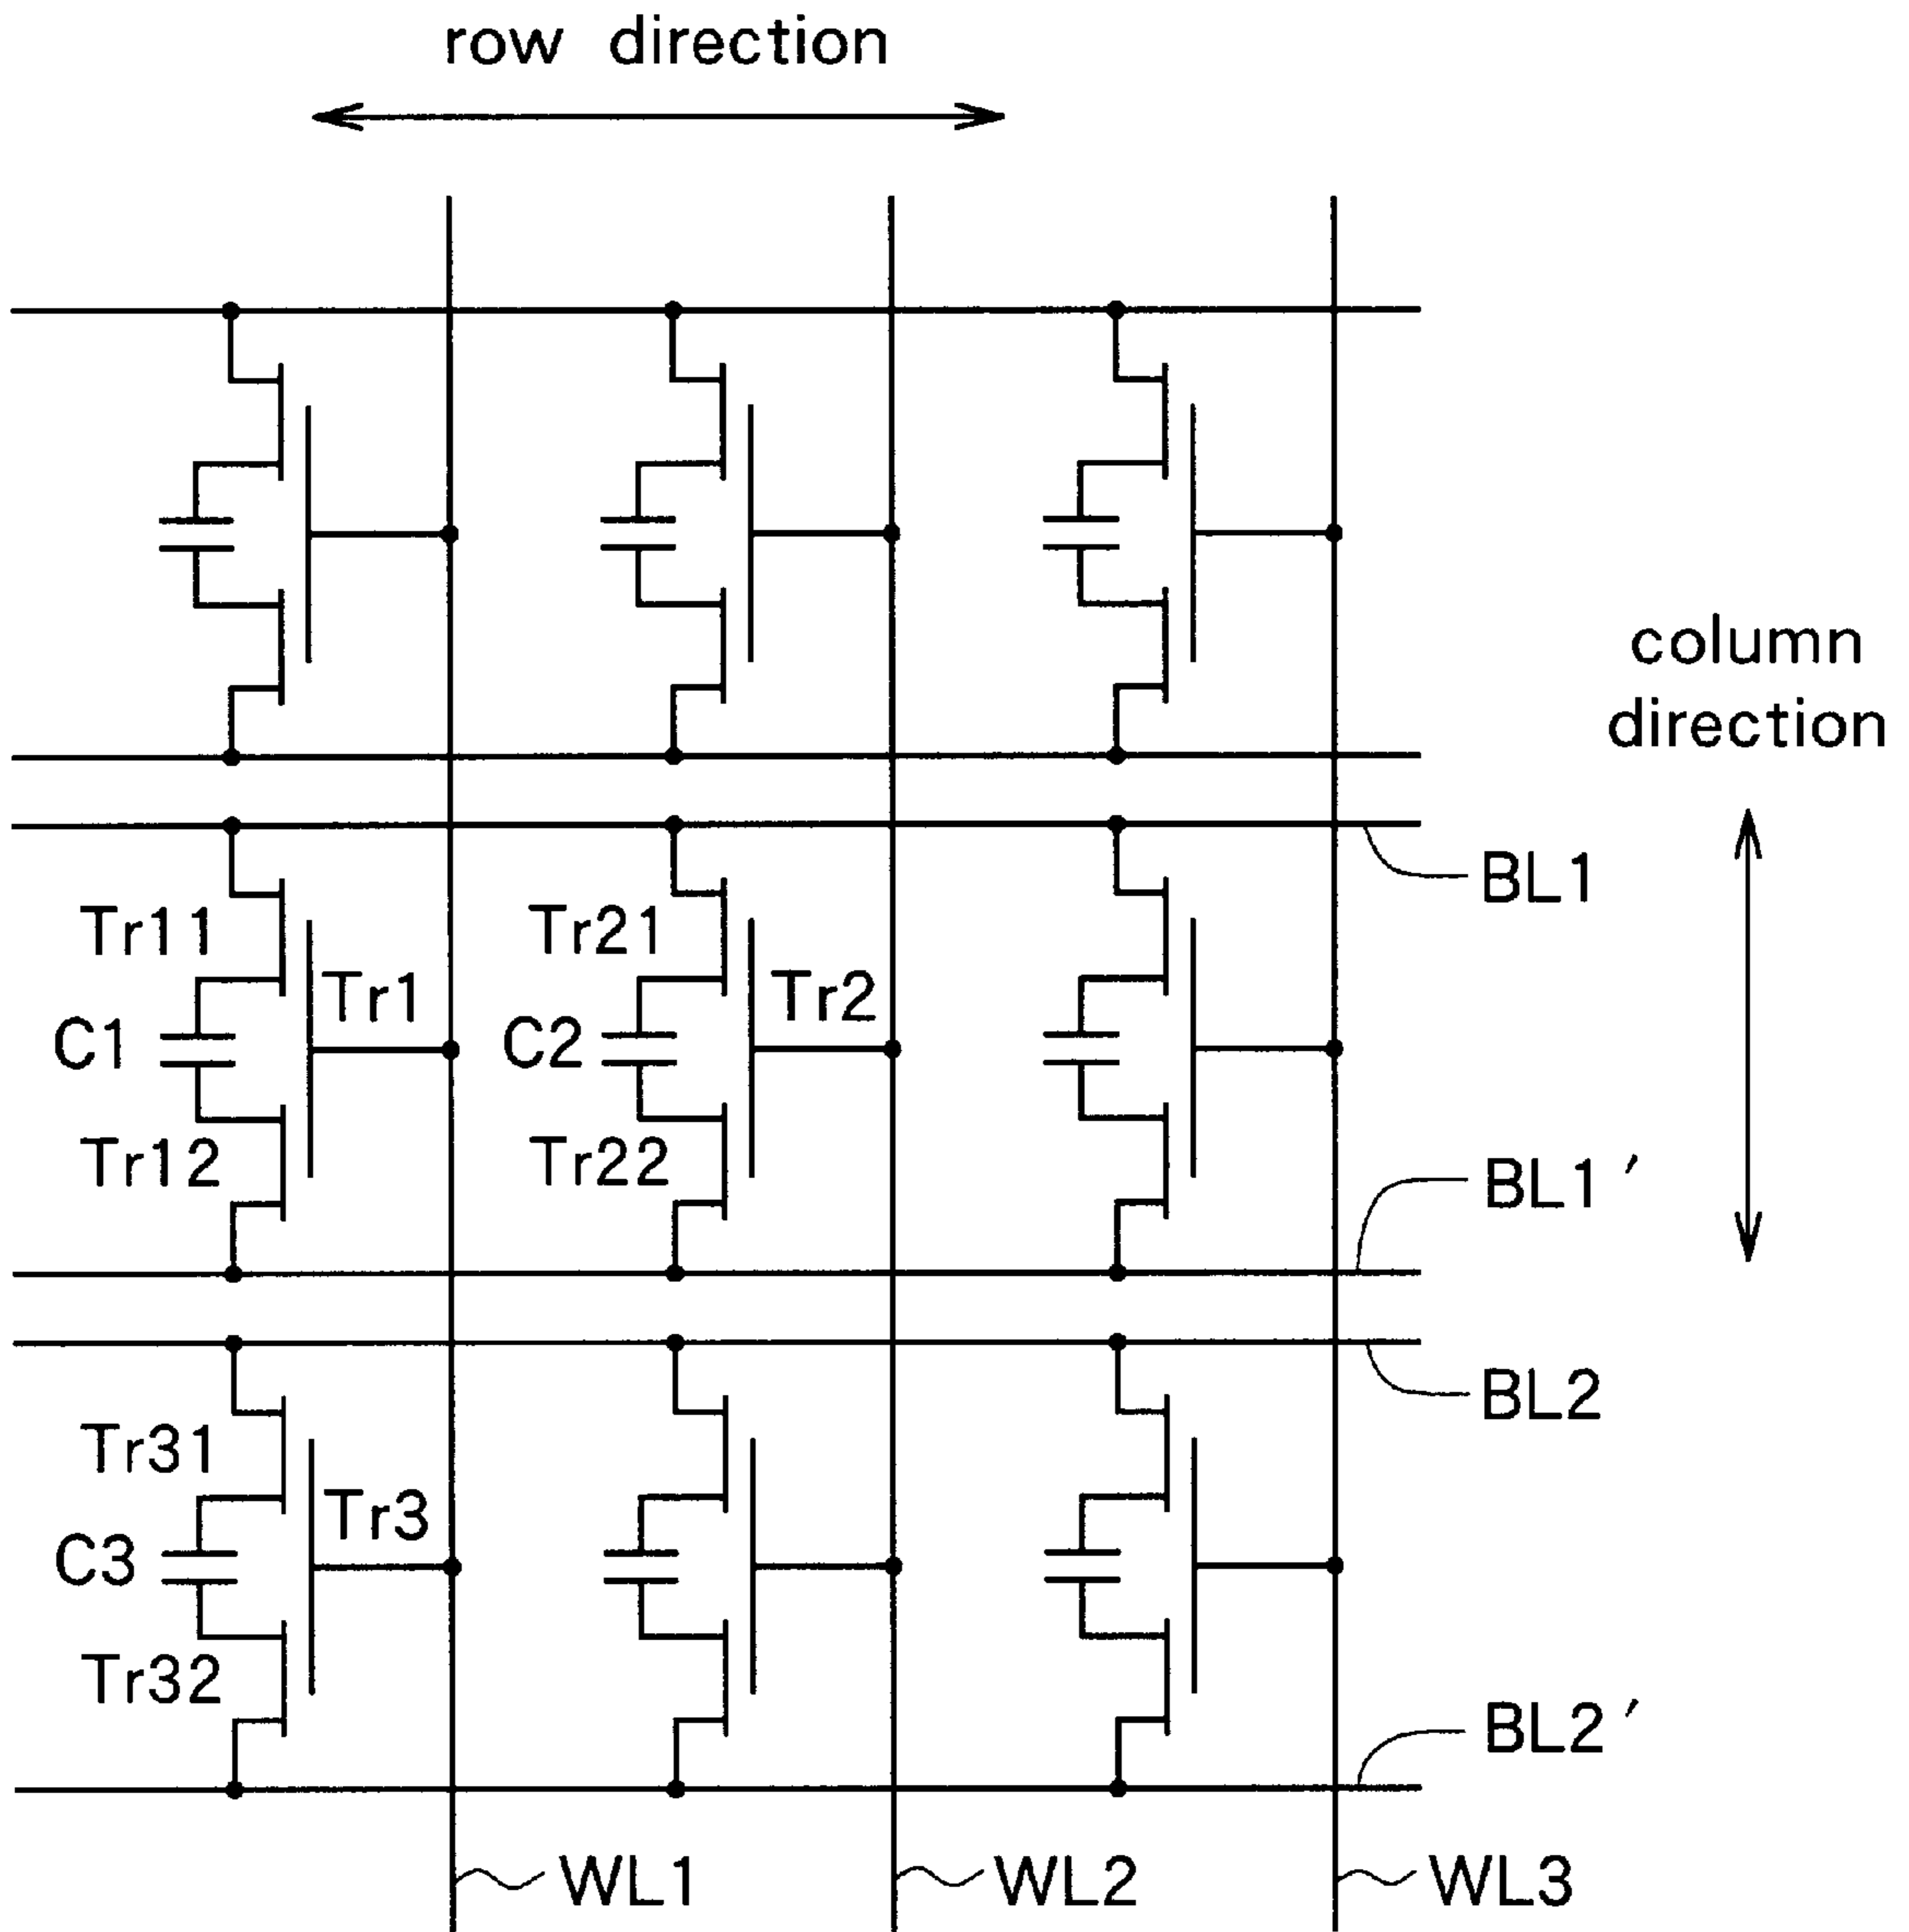 row direction
column
direction
BL1
Tr11
Tr21
Tr1
Tr2
C1
C2
Tr12
Tr22
BL1′
BL2
Tr31
Tr3
C3
Tr32
BL2′
WL1
WL2
WL3